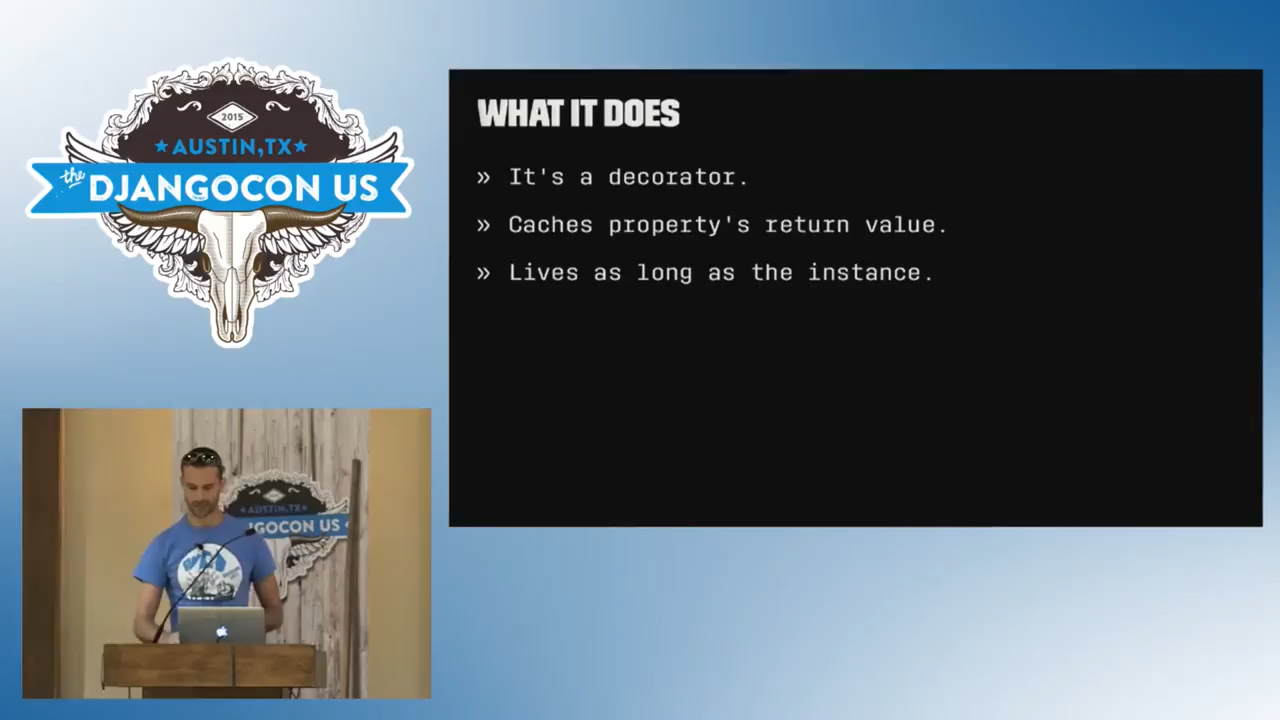 2015
AUSTIN, TX
the
DJANGOCON US
WHAT IT DOES
» It's a decorator.
» Caches property's return value.
» Lives as long as the instance.
AUSTIN, TX
JGOCON US